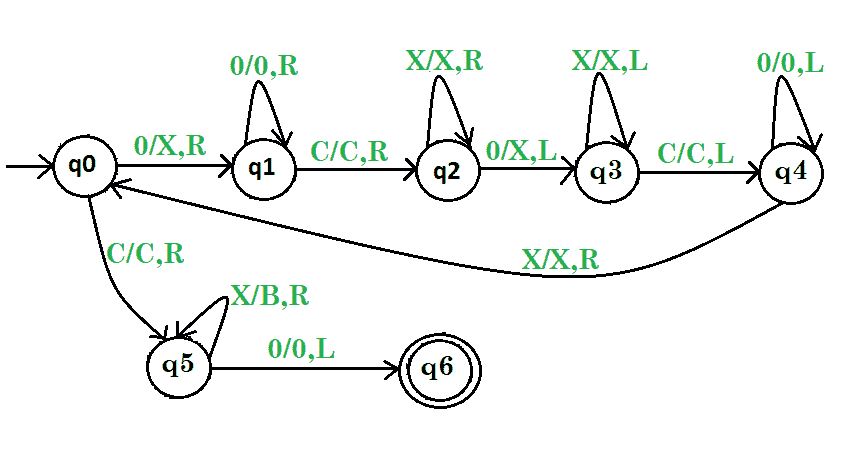 0/0,R
X/X,R
X/X,L
0/0,L
q0
0/X,R
q1
C/C,R
q2
0/X,L
q3
C/C,L
q4
C/C,R
X/X,R
X/B,R
q5
0/0,L
q6